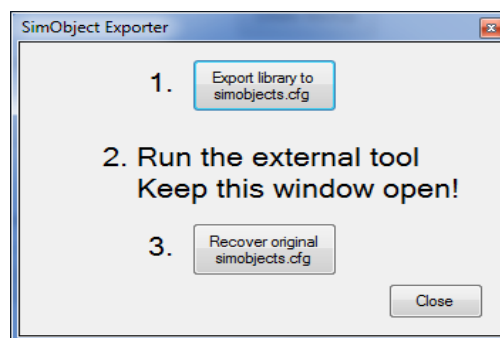 SimObject Exporter
1. Export library to
simobjects.cfg
2. Run the external tool
Keep this window open!
3. Recover original
simobjects.cfg
Close